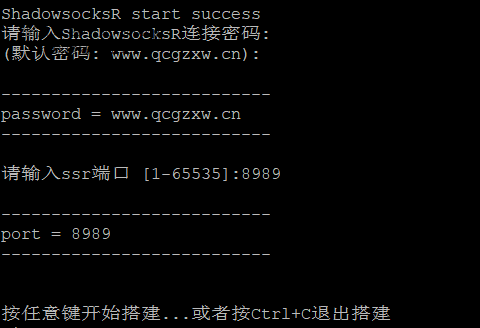 ShadowsocksR start success
请输入ShadowsocksR连接密码:
(默认密码: www.qcgzxw.cn):
---------------------------
password = www.qcgzxw.cn
---------------------------
请输入ssr端口 [1-65535]:8989
---------------------------
port = 8989
---------------------------
按任意键开始搭建...或者按Ctrl+C退出搭建